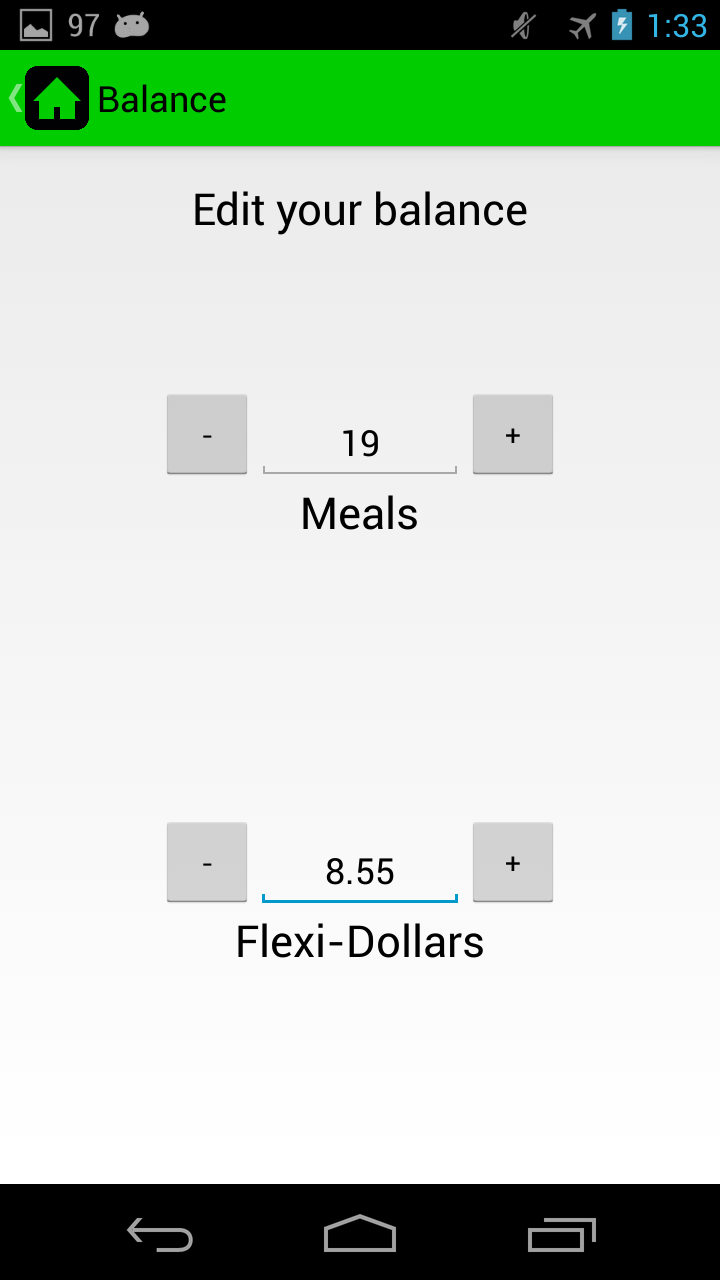 97
1:33
Balance
Edit your balance
- 19 +
Meals
- 8.55 +
Flexi-Dollars